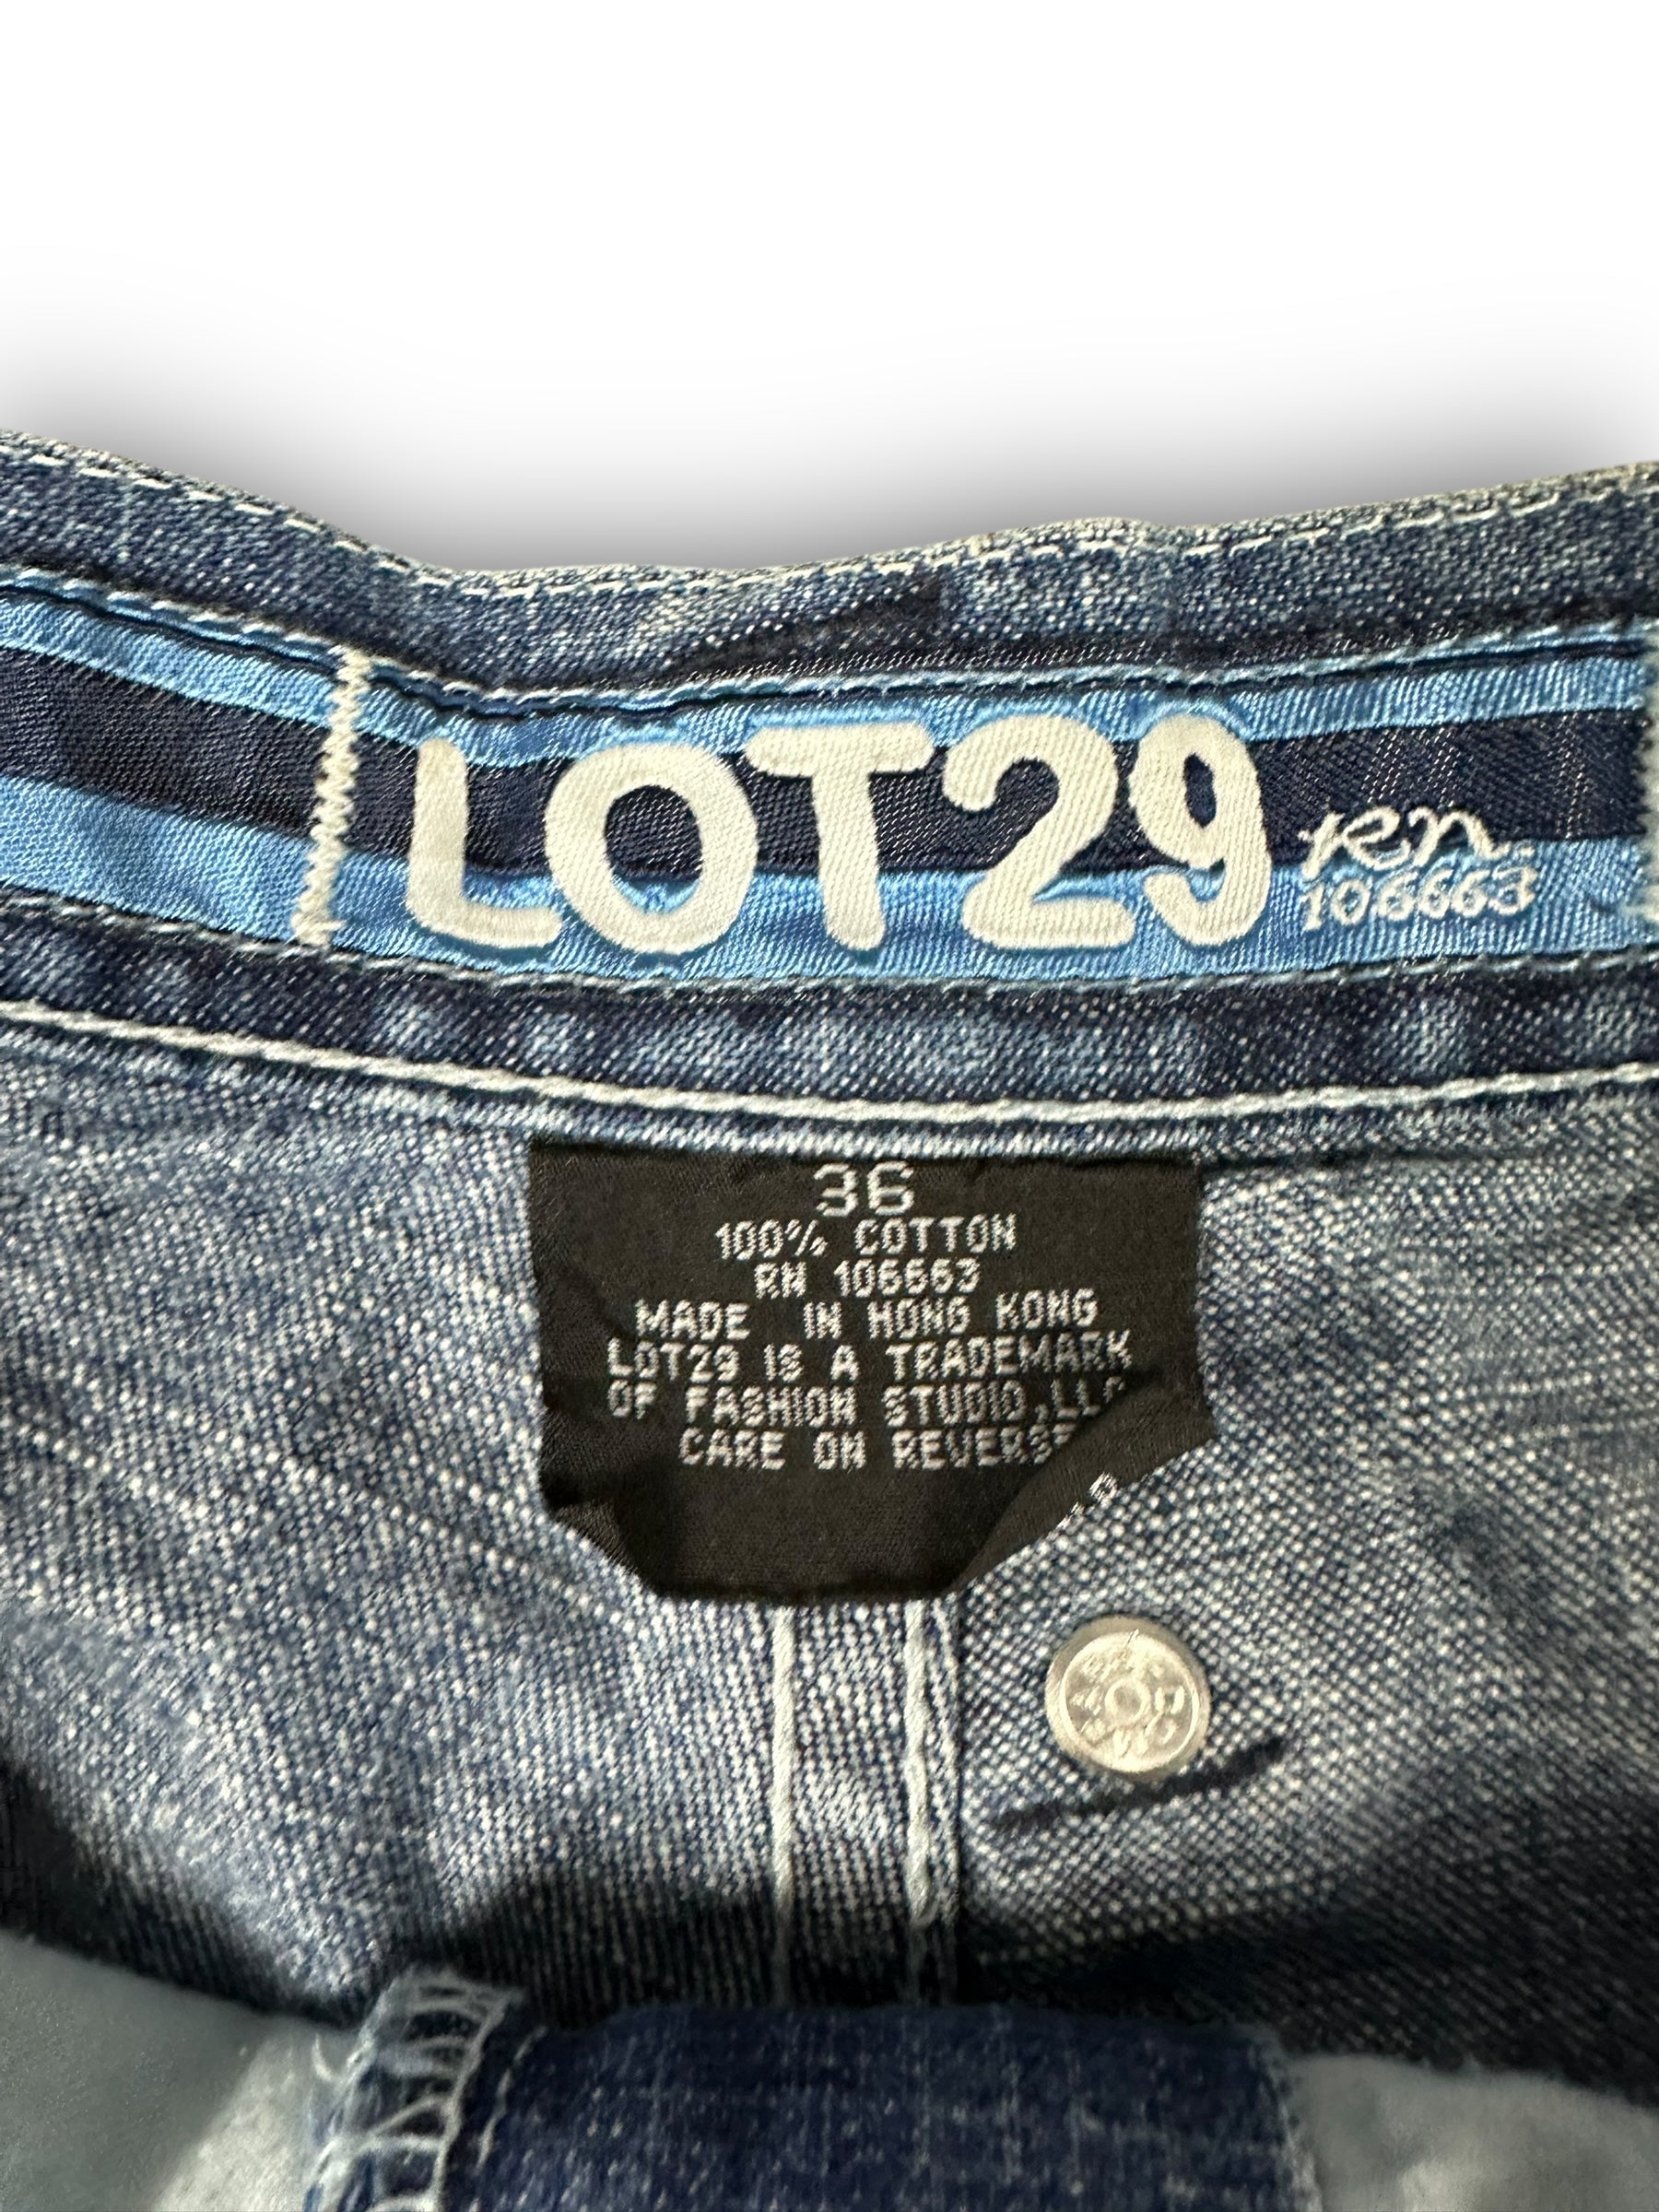 LOT29 RN.
106663
36
100% COTTON
RN 106663
MADE IN HONG KONG
LOT29 IS A TRADEMARK
OF FASHION STUDIO,LLC
CARE ON REVERSE